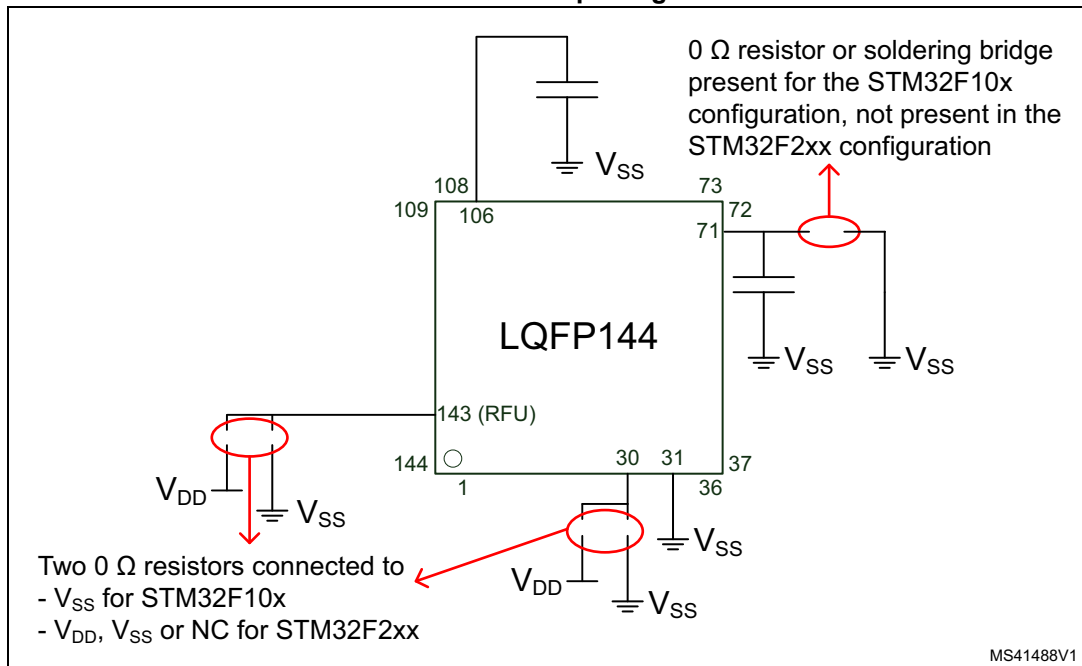 0 Ω resistor or soldering bridge
present for the STM32F10x
configuration, not present in the
STM32F2xx configuration
VSS
108
73
109
106
72
71
LQFP144
VSS
VSS
143 (RFU)
144
30
31
37
1
36
VDD
VSS
VSS
VDD
VSS
Two 0 Ω resistors connected to
- VSS for STM32F10x
- VDD, VSS or NC for STM32F2xx
MS41488V1